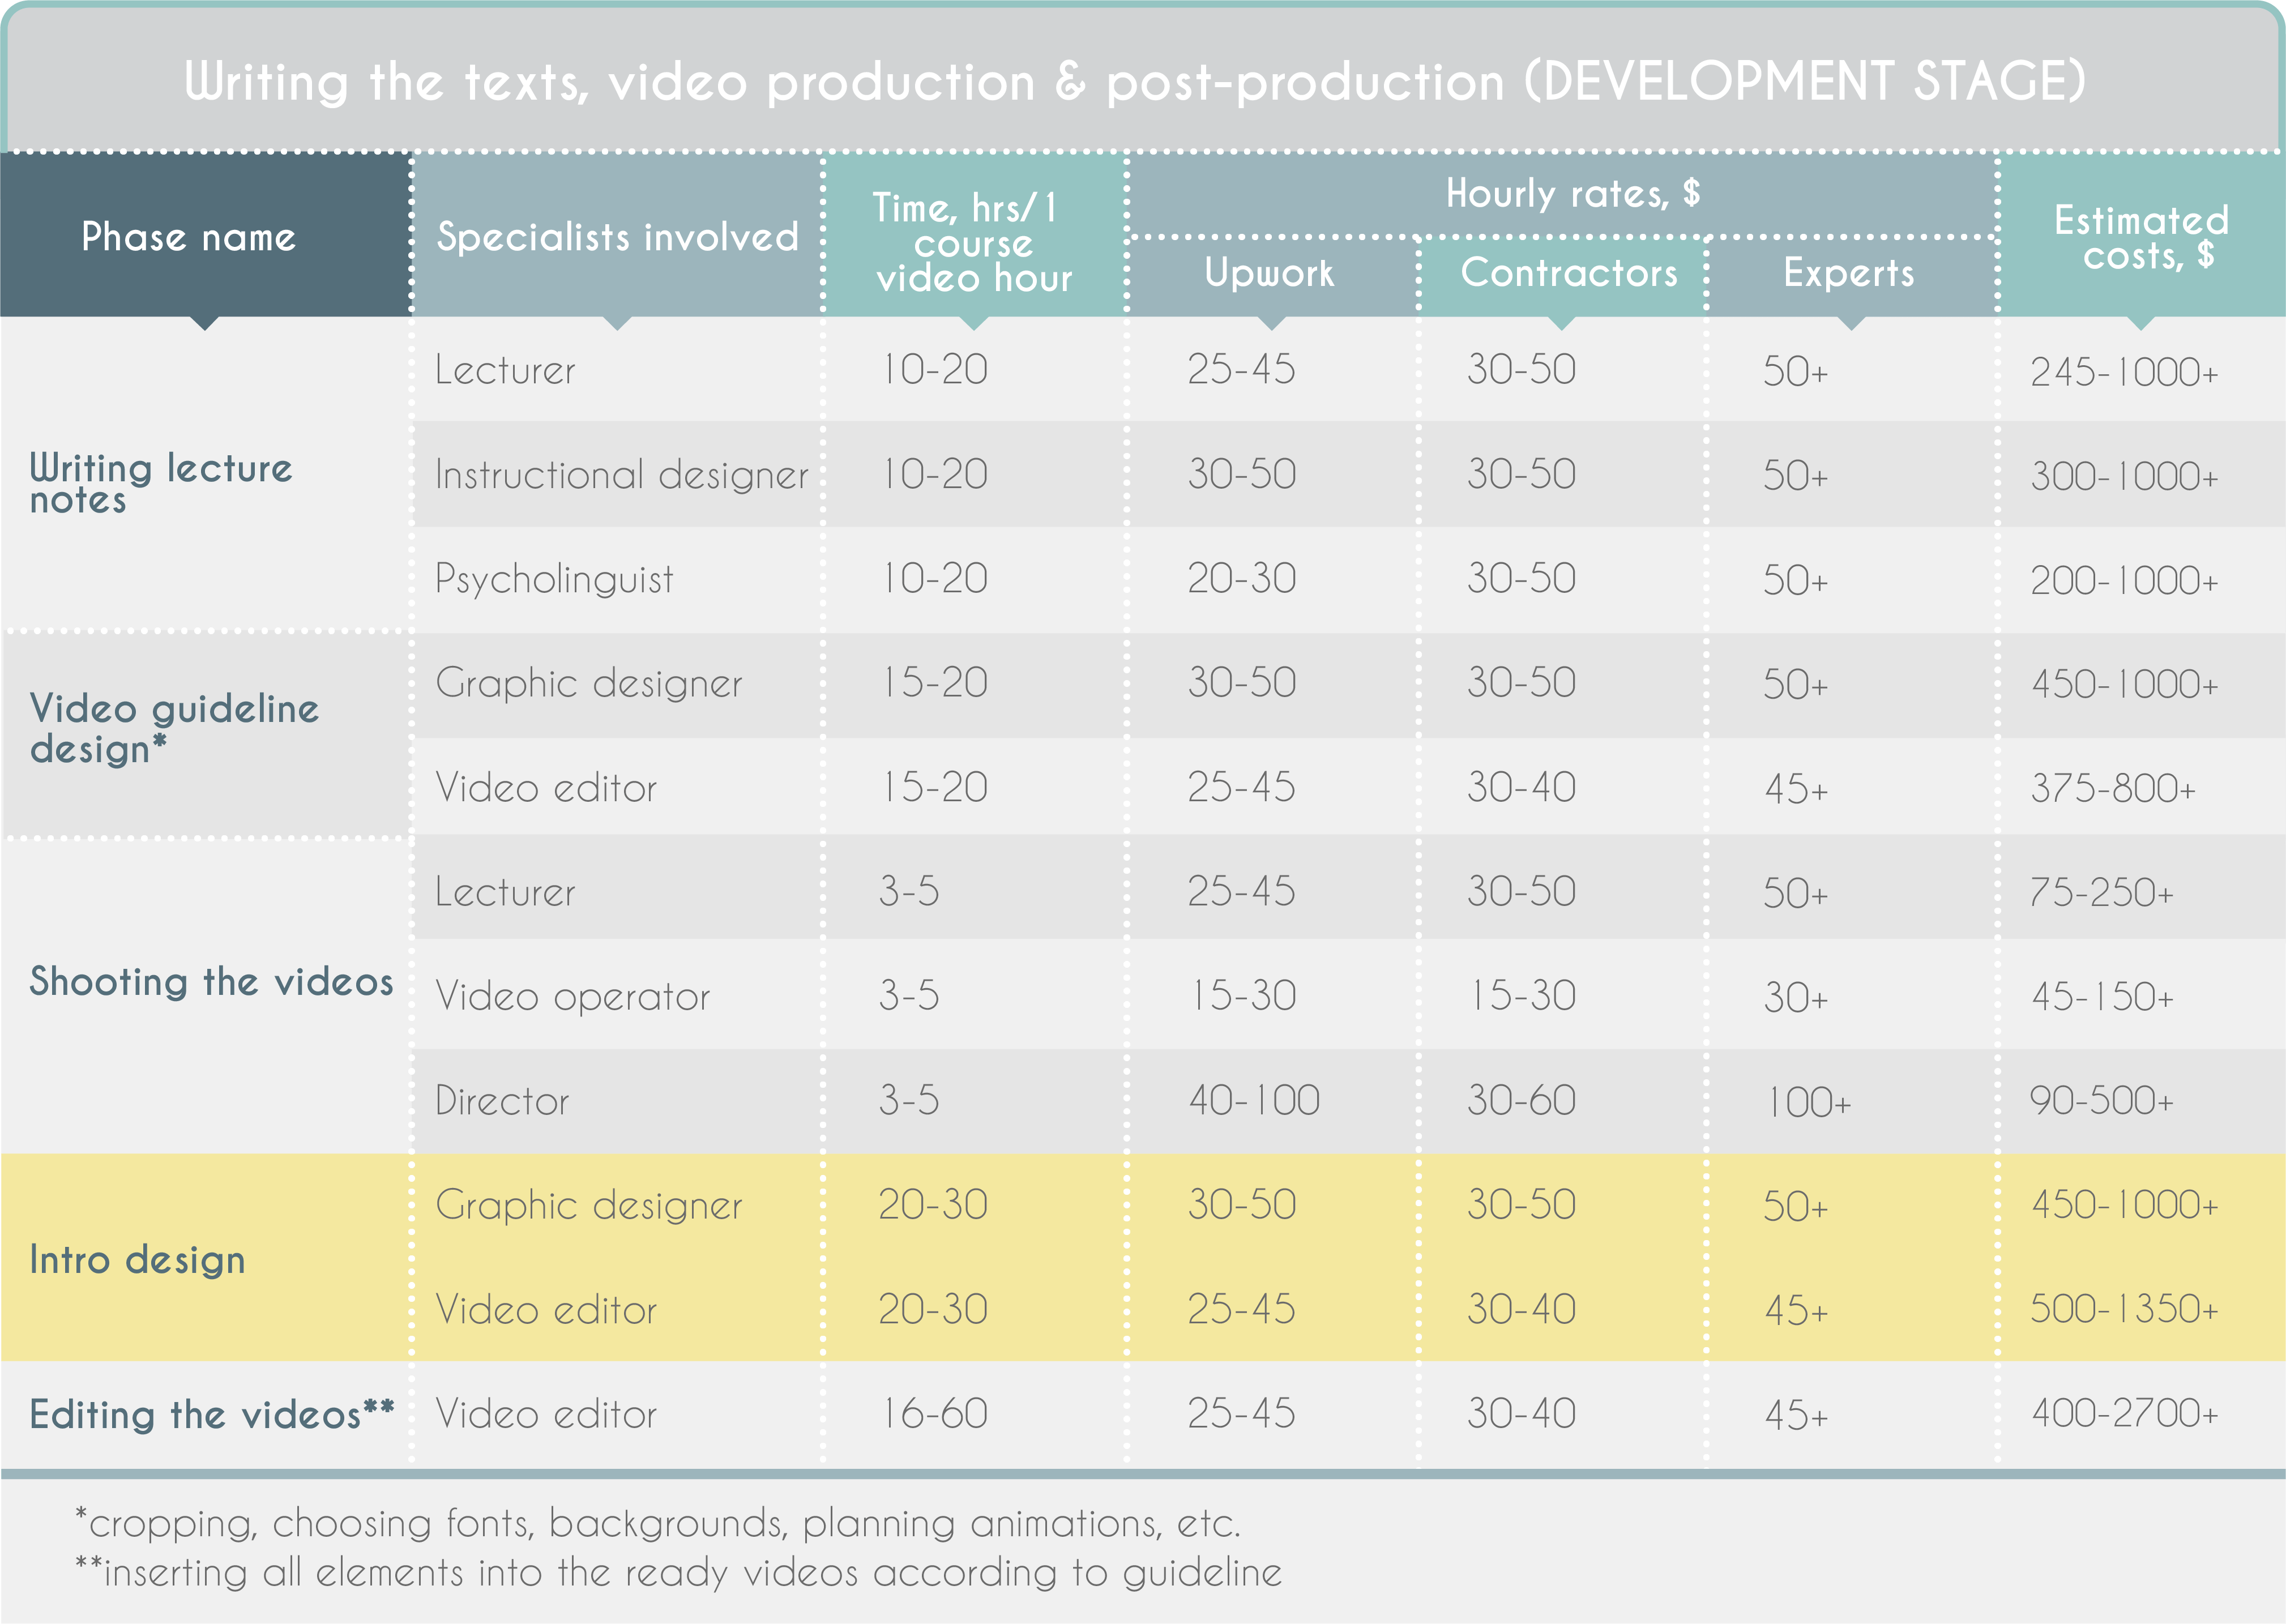 Writing the texts, video production & post-production (DEVELOPMENT STAGE)
Phase name
Specialists involved
Time, hrs/1
course
video hour
Hourly rates, $
Upwork
Contractors
Experts
Estimated
costs, $
Writing lecture
notes
Lecturer 10-20 25-45 30-50 50+ 245-1000+
Instructional designer 10-20 30-50 30-50 50+ 300-1000+
Psycholinguist 10-20 20-30 30-50 50+ 200-1000+
Video guideline
design*
Graphic designer 15-20 30-50 30-50 50+ 450-1000+
Video editor 15-20 25-45 30-40 45+ 375-800+
Shooting the videos
Lecturer 3-5 25-45 30-50 50+ 75-250+
Video operator 3-5 15-30 15-30 30+ 45-150+
Director 3-5 40-100 30-60 100+ 90-500+
Intro design
Graphic designer 20-30 30-50 30-50 50+ 450-1000+
Video editor 20-30 25-45 30-40 45+ 500-1350+
Editing the videos** Video editor 16-60 25-45 30-40 45+ 400-2700+
*cropping, choosing fonts, backgrounds, planning animations, etc.
**inserting all elements into the ready videos according to guideline